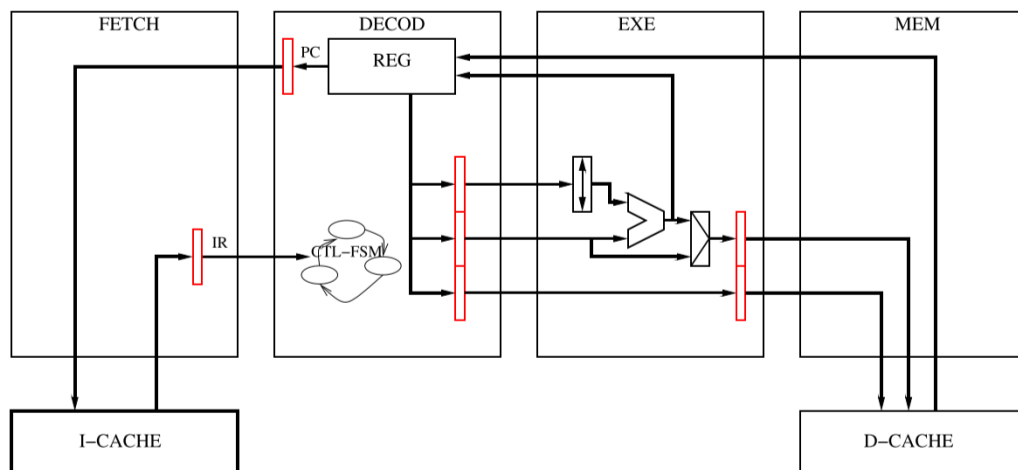 FETCH
DECOD
EXE
MEM
PC
REG
IR
CTL-FSM
I-CACHE
D-CACHE